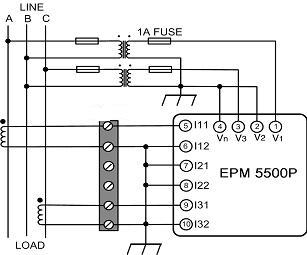 LINE
A B C
1A FUSE
4 3 2 1
Vn V3 V2 V1
5 I11
6 I12
7 I21
8 I22
9 I31
10 I32
EPM 5500P
LOAD